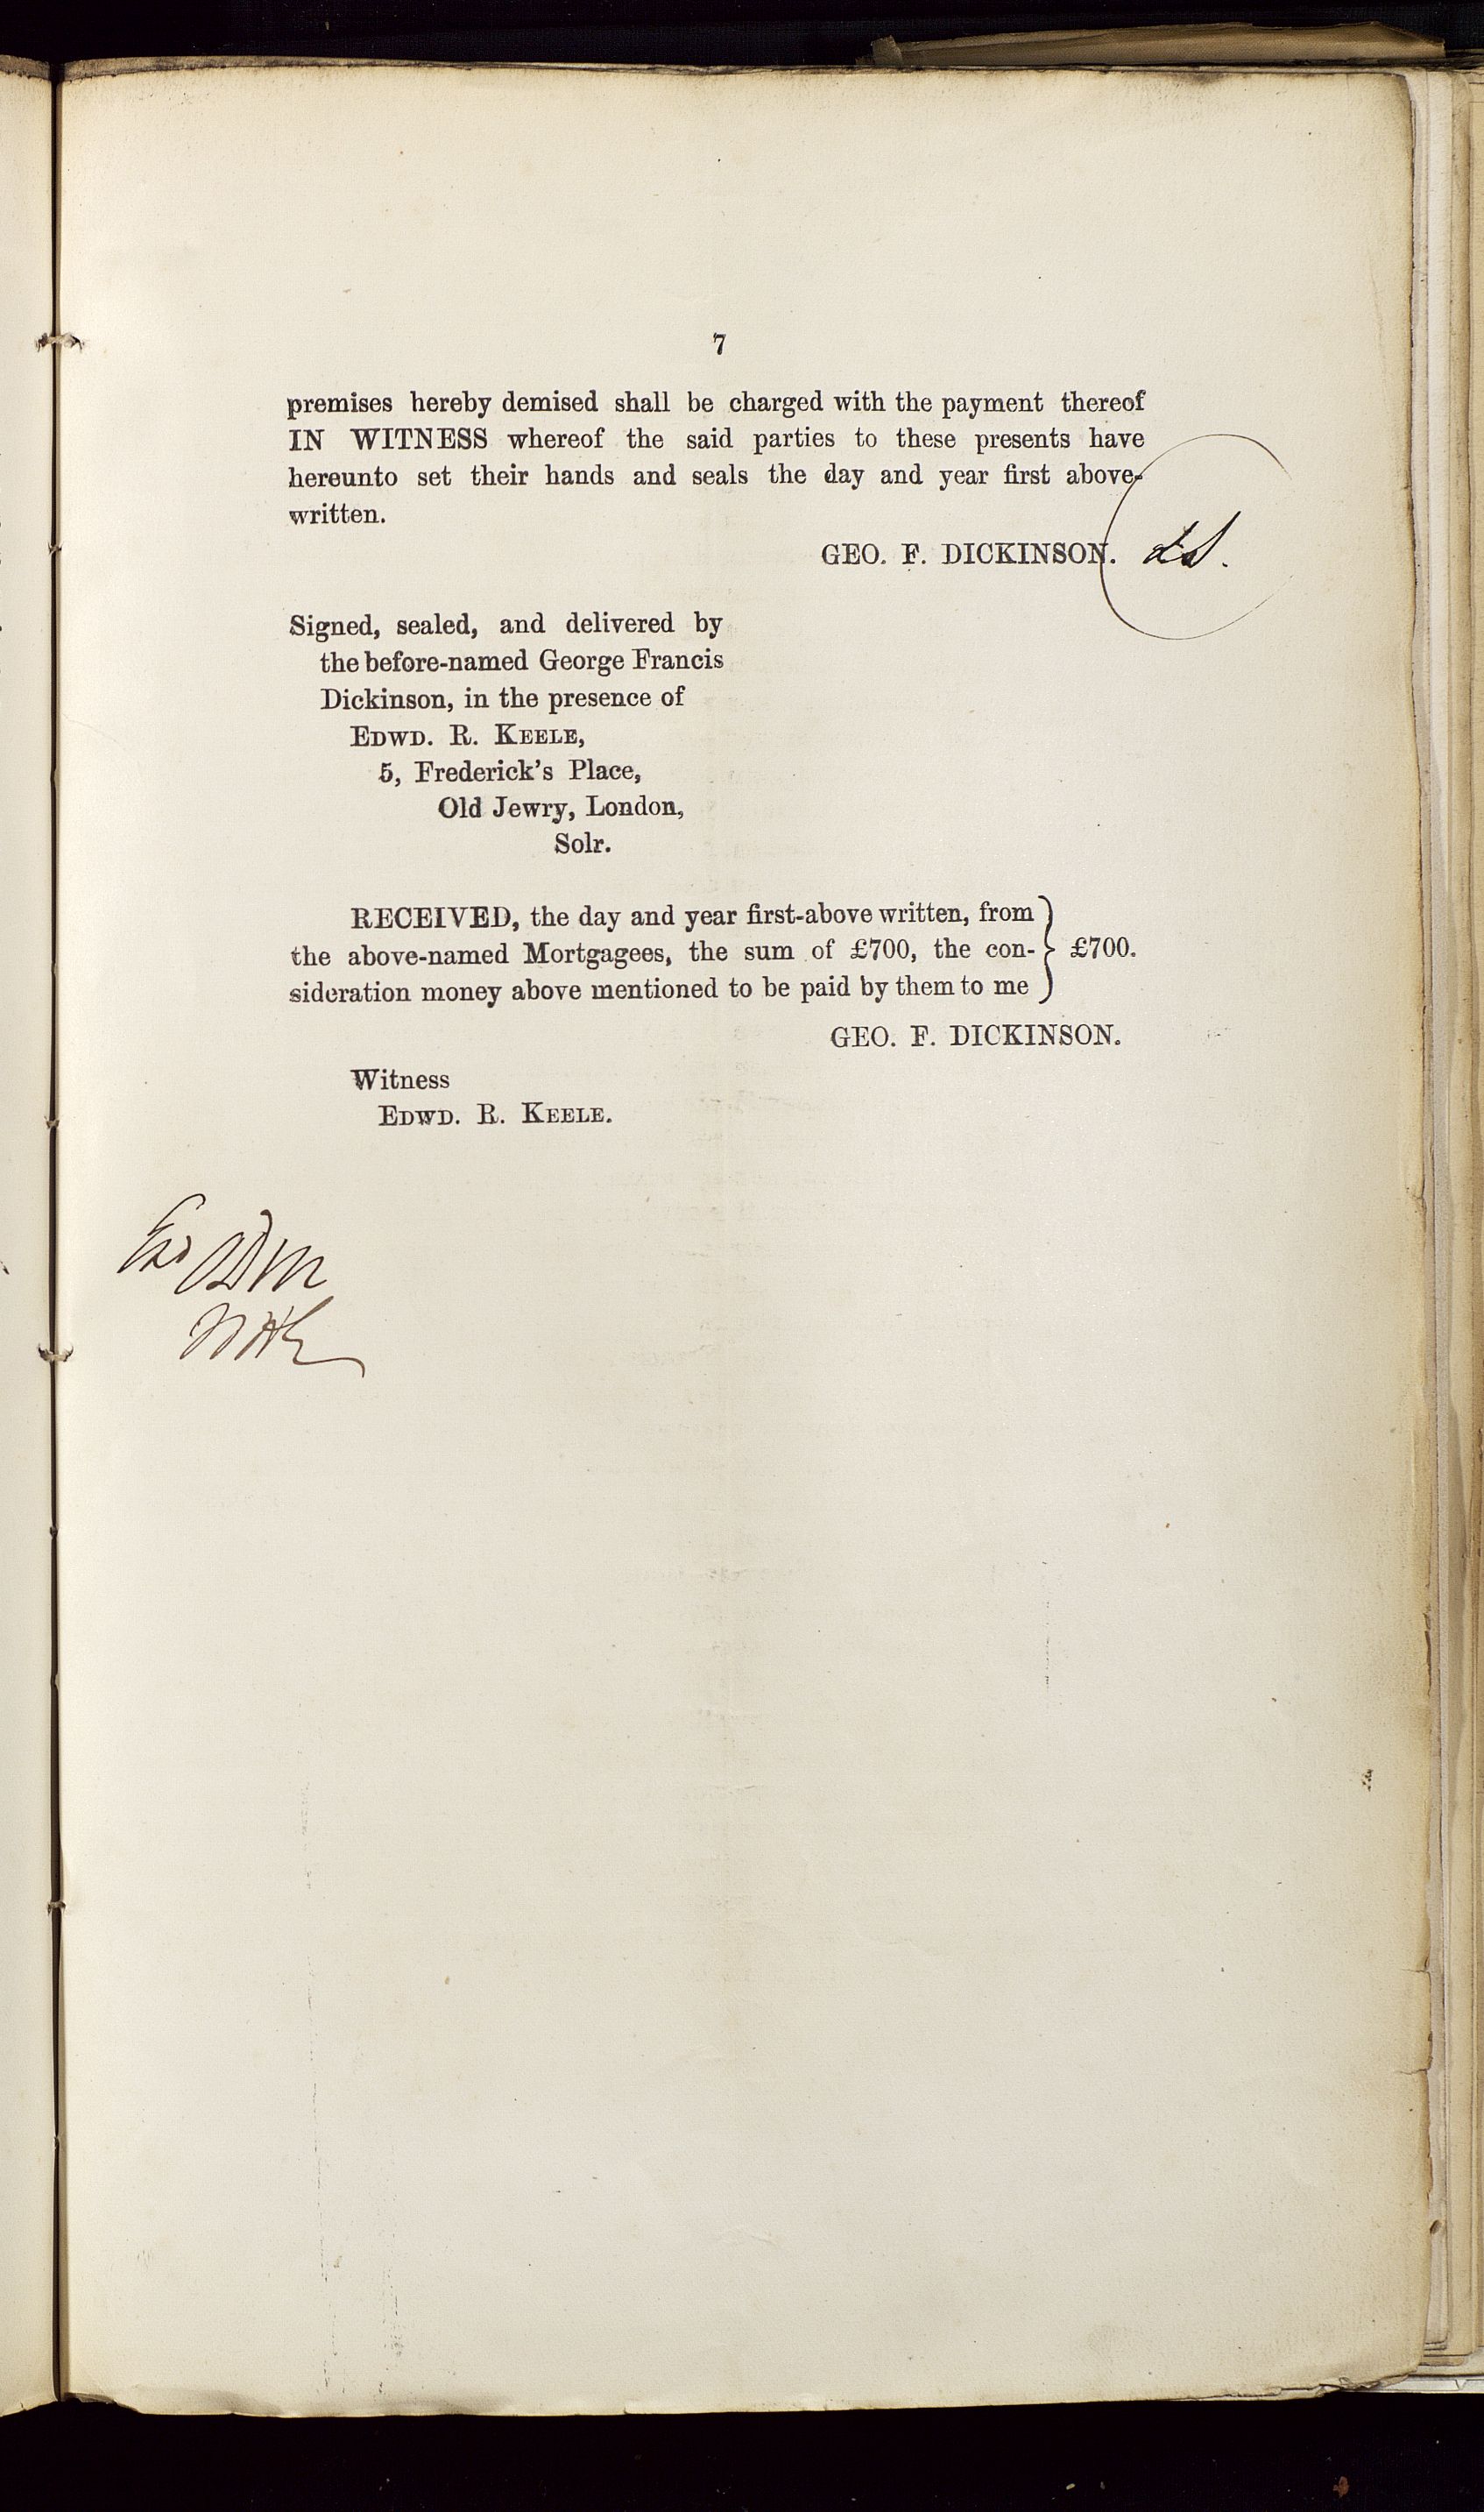 7
premises hereby demised shall be charged with the payment thereof
IN WITNESS whereof the said parties to these presents have
hereunto set their hands and seals the day and year first above-
written.
GEO. F. DICKINSON. LS.
Signed, sealed, and delivered by
the before-named George Francis
Dickinson, in the presence of
EDWD. R. KEELE,
5, Frederick's Place,
Old Jewry, London,
Solr.
RECEIVED, the day and year first-above written, from
the above-named Mortgagees, the sum of £700, the con- } £700.
sideration money above mentioned to be paid by them to me
GEO. F. DICKINSON.
Witness
EDWD. R. KEELE.